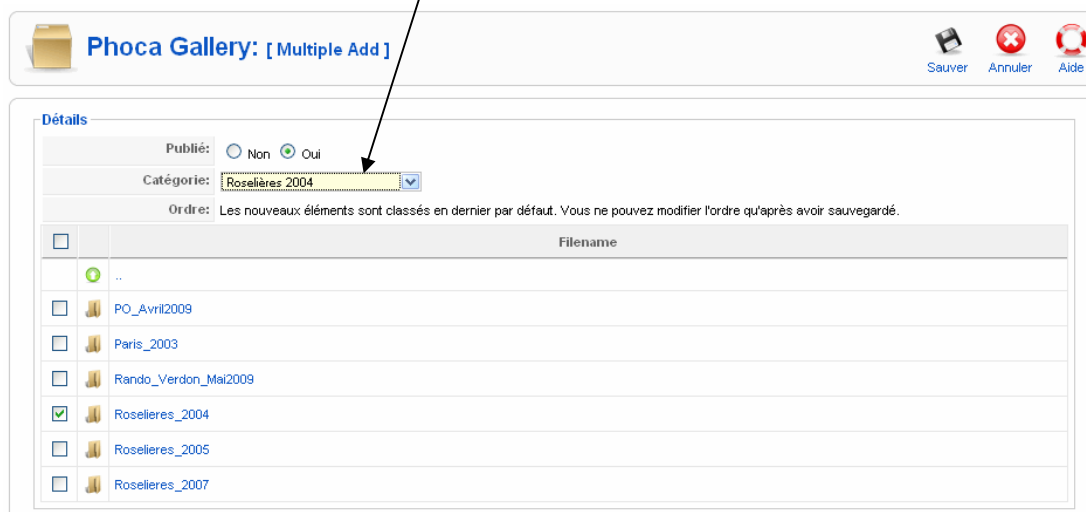 Phoca Gallery: [ Multiple Add ]
Sauver Annuler Aide
Détails
Publié: Non Oui
Catégorie: Roselières 2004
Ordre: Les nouveaux éléments sont classés en dernier par défaut. Vous ne pouvez modifier l'ordre qu'après avoir sauvegardé.
Filename
..
PO_Avril2009
Paris_2003
Rando_Verdon_Mai2009
Roselieres_2004
Roselieres_2005
Roselieres_2007